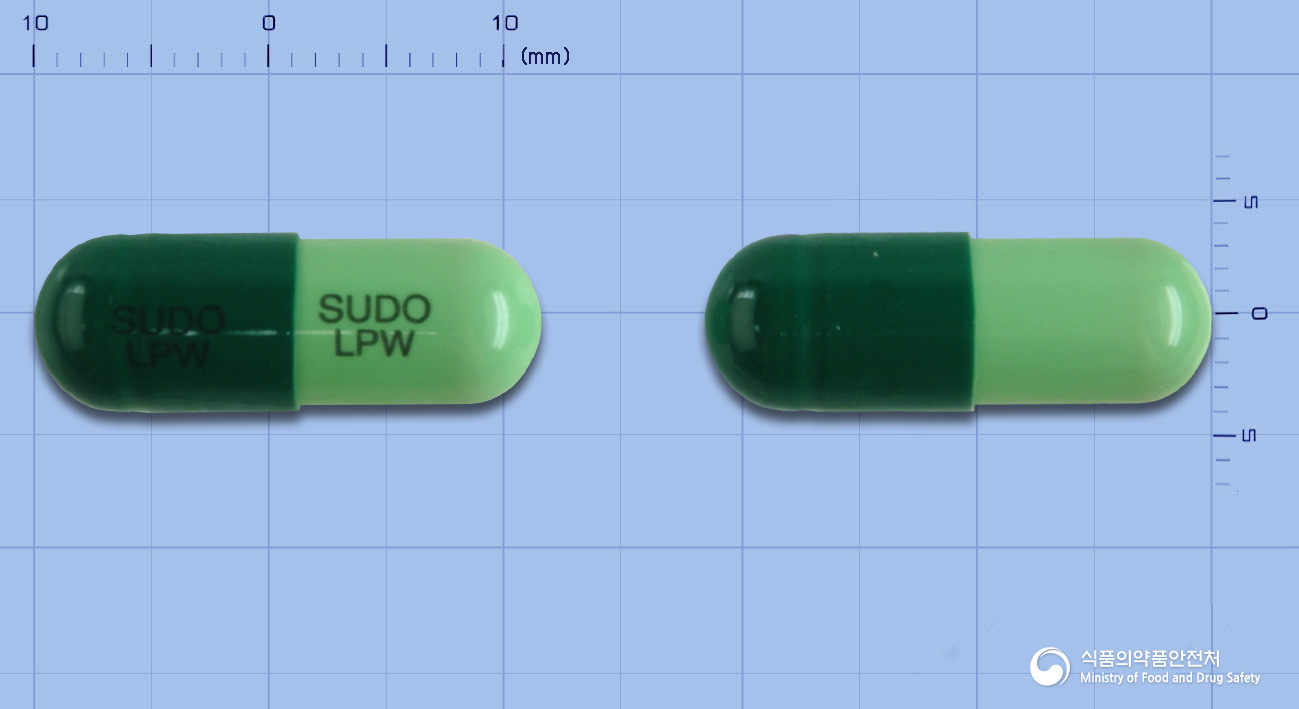 10 0 10
(mm)
5
0
5
SUDO
LPW
SUDO
LPW
식품의약품안전처
Ministry of Food and Drug Safety